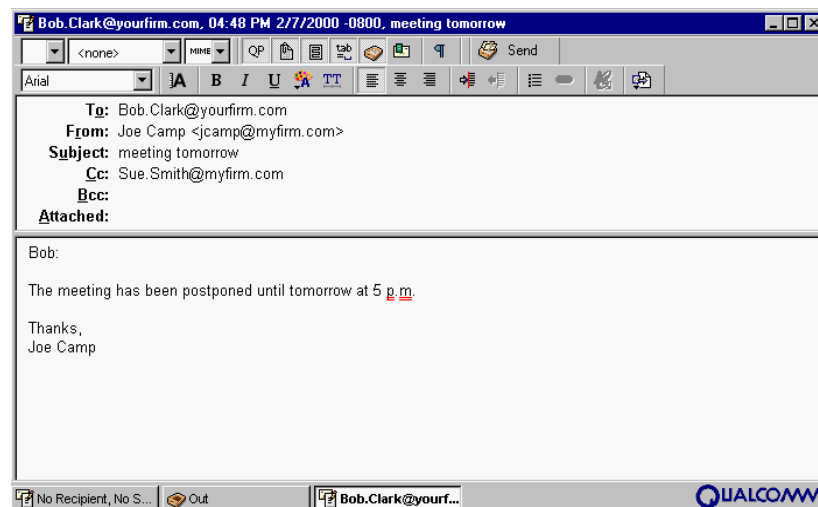 Bob.Clark@yourfirm.com, 04:48 PM 2/7/2000 -0800, meeting tomorrow
<none> MIME QP tab Send
Arial A B I U A TT
To: Bob.Clark@yourfirm.com
From: Joe Camp <jcamp@myfirm.com>
Subject: meeting tomorrow
Cc: Sue.Smith@myfirm.com
Bcc:
Attached:
Bob:
The meeting has been postponed until tomorrow at 5 p.m.
Thanks,
Joe Camp
No Recipient, No S... Out Bob.Clark@yourf... QUALCOMM